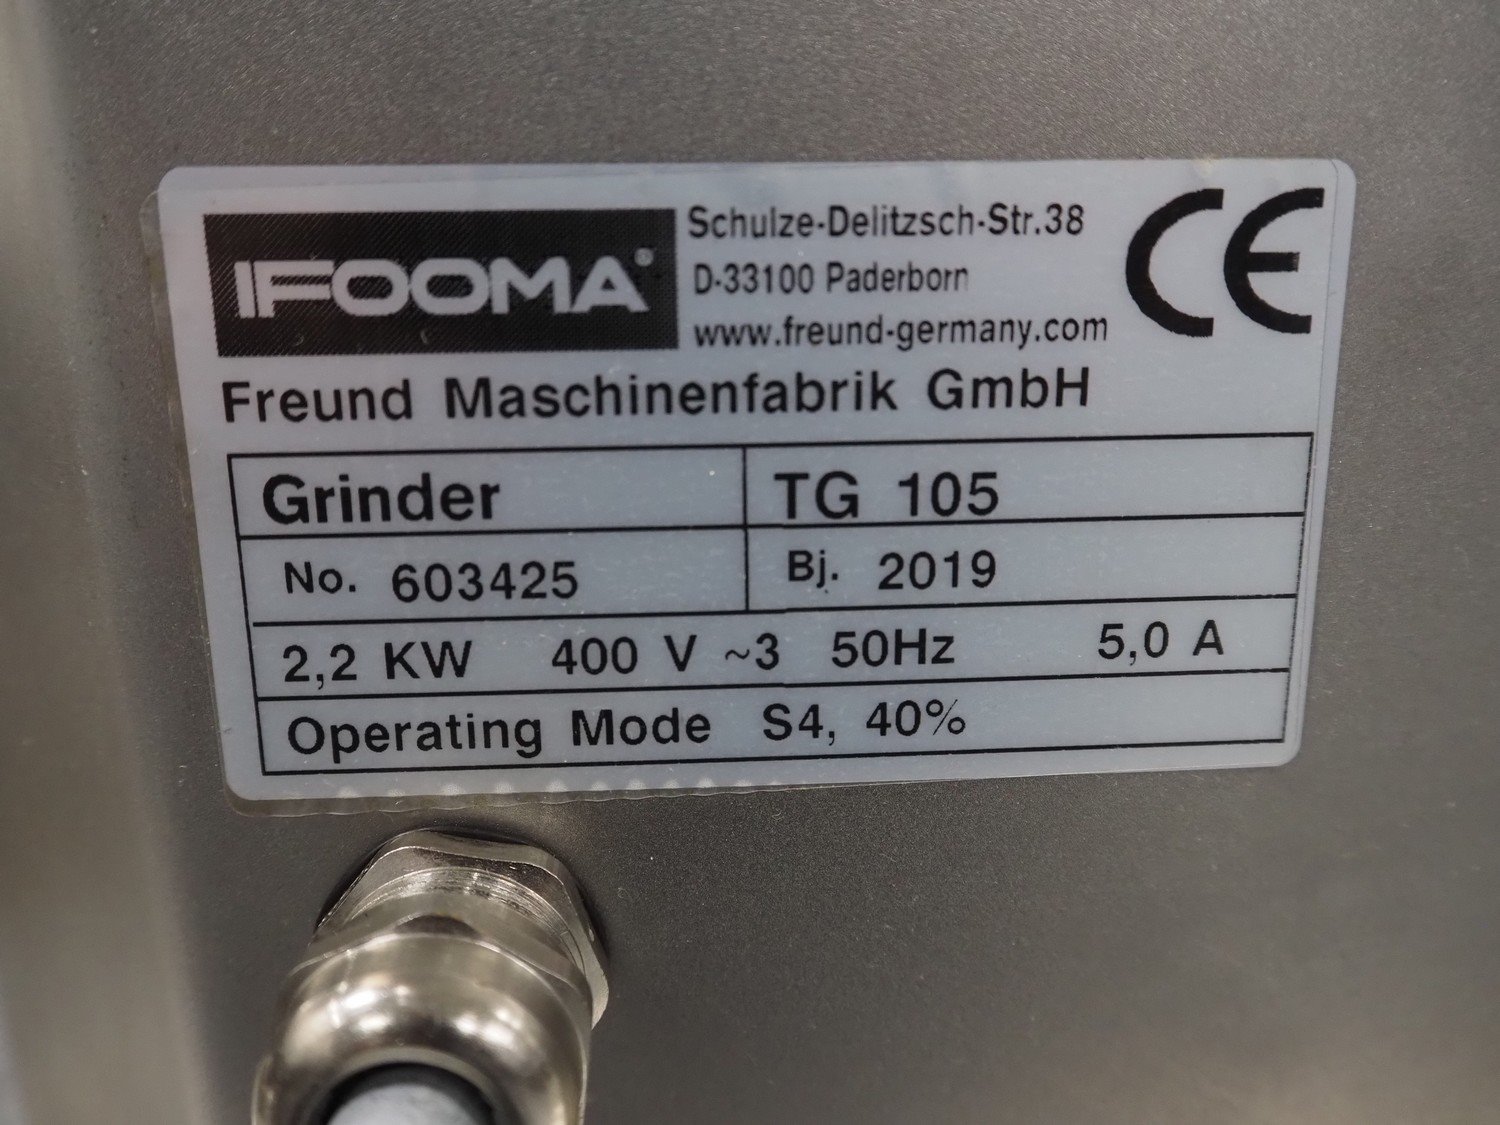 IFOOMA®
Schulze-Delitzsch-Str.38
D-33100 Paderborn
www.freund-germany.com
CE
Freund Maschinenfabrik GmbH
Grinder TG 105
No. 603425 Bj. 2019
2,2 KW 400 V ~3 50Hz 5,0 A
Operating Mode S4, 40%